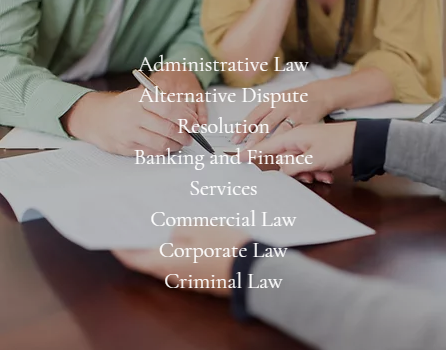 Administrative Law
Alternative Dispute
Resolution
Banking and Finance
Services
Commercial Law
Corporate Law
Criminal Law